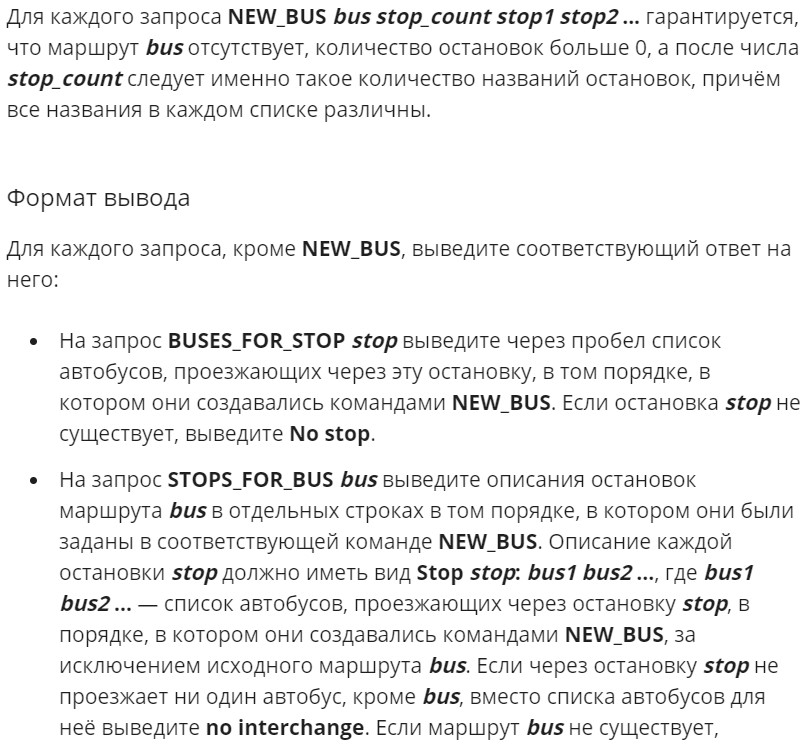 Для каждого запроса NEW_BUS bus stop_count stop1 stop2 ... гарантируется,
что маршрут bus отсутствует, количество остановок больше 0, а после числа
stop_count следует именно такое количество названий остановок, причём
все названия в каждом списке различны.
Формат вывода
Для каждого запроса, кроме NEW_BUS, выведите соответствующий ответ на
него:
• На запрос BUSES_FOR_STOP stop выведите через пробел список
автобусов, проезжающих через эту остановку, в том порядке, в
котором они создавались командами NEW_BUS. Если остановка stop не
существует, выведите No stop.
• На запрос STOPS_FOR_BUS bus выведите описания остановок
маршрута bus в отдельных строках в том порядке, в котором они были
заданы в соответствующей команде NEW_BUS. Описание каждой
остановки stop должно иметь вид Stop stop: bus1 bus2 ..., где bus1
bus2 ... — список автобусов, проезжающих через остановку stop, в
порядке, в котором они создавались командами NEW_BUS, за
исключением исходного маршрута bus. Если через остановку stop не
проезжает ни один автобус, кроме bus, вместо списка автобусов для
неё выведите no interchange. Если маршрут bus не существует,